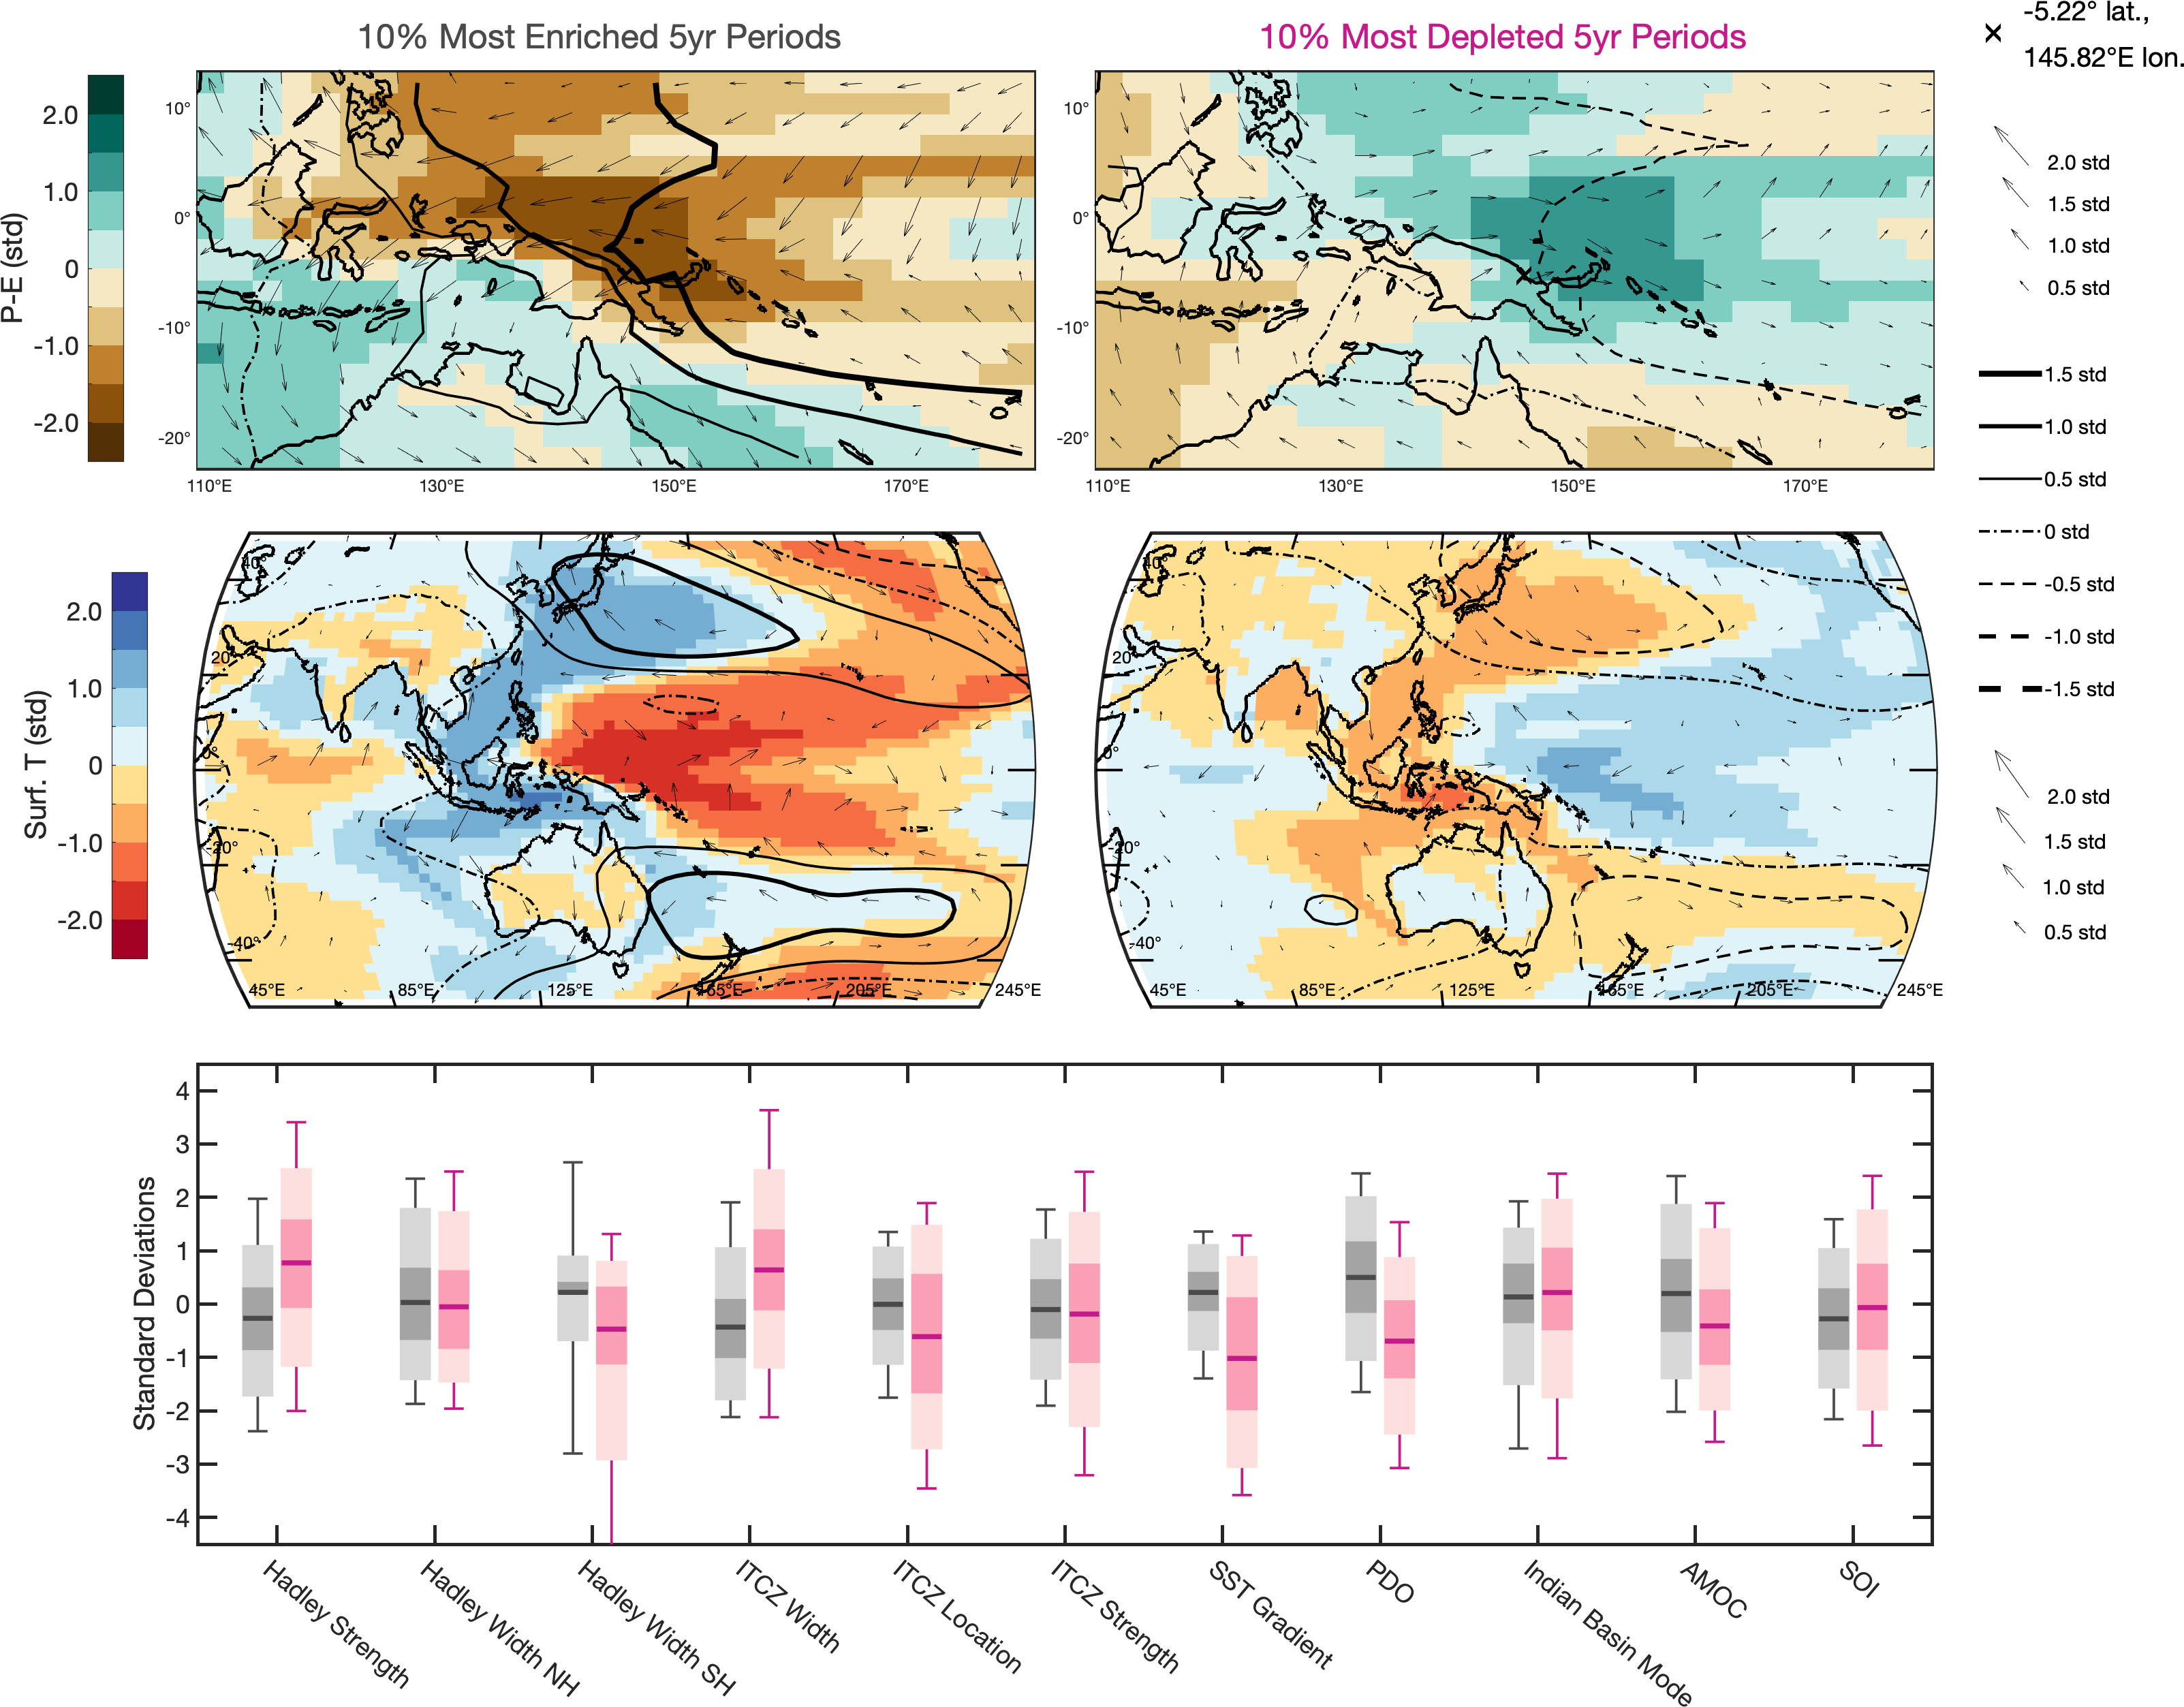 10% Most Enriched 5yr Periods
10% Most Depleted 5yr Periods
-5.22° lat.,
145.82°E lon.
P-E (std)
2.0
1.0
0
-1.0
-2.0
10°
0°
-10°
-20°
110°E
130°E
150°E
170°E
10°
0°
-10°
-20°
110°E
130°E
150°E
170°E
2.0 std
1.5 std
1.0 std
0.5 std
1.5 std
1.0 std
0.5 std
0 std
-0.5 std
-1.0 std
-1.5 std
Surf. T (std)
2.0
1.0
0
-1.0
-2.0
40°
20°
0°
-20°
-40°
45°E
85°E
125°E
165°E
205°E
245°E
40°
20°
0°
-20°
-40°
45°E
85°E
125°E
165°E
205°E
245°E
2.0 std
1.5 std
1.0 std
0.5 std
Standard Deviations
4
3
2
1
0
-1
-2
-3
-4
Hadley Strength
Hadley Width NH
Hadley Width SH
ITCZ Width
ITCZ Location
ITCZ Strength
SST Gradient
PDO
Indian Basin Mode
AMOC
SOI